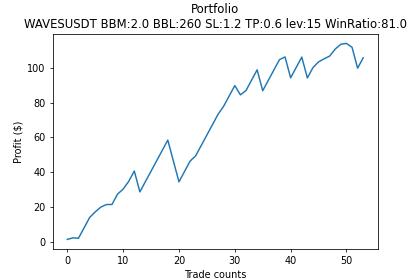 Portfolio
WAVESUSDT BBM:2.0 BBL:260 SL:1.2 TP:0.6 lev:15 WinRatio:81.0
100
80
60
40
20
0
Profit ($)
0 10 20 30 40 50
Trade counts